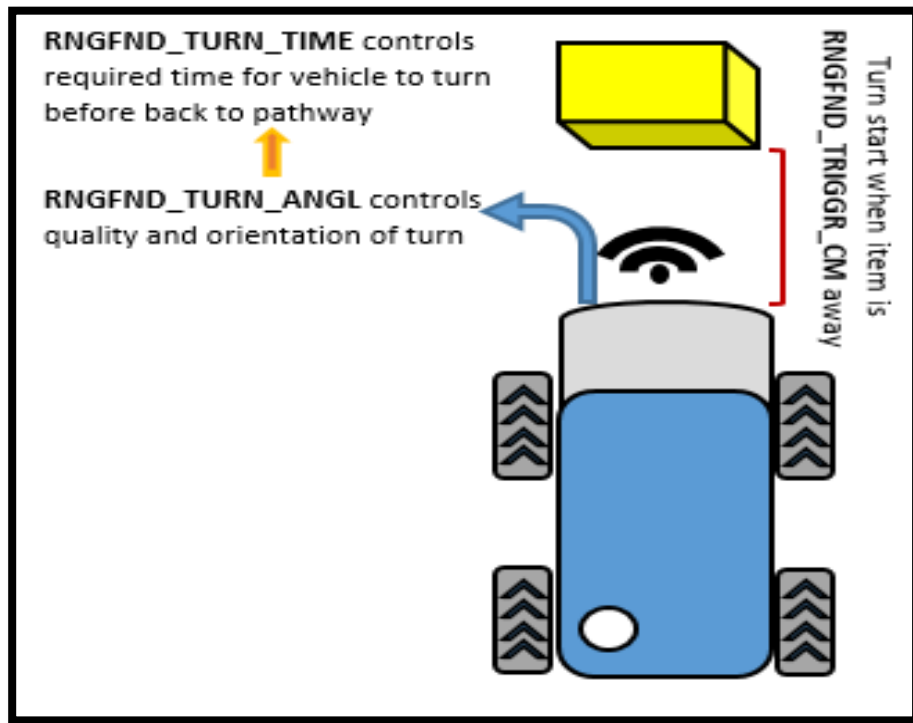 RNGFND_TURN_TIME controls
required time for vehicle to turn
before back to pathway
RNGFND_TURN_ANGL controls
quality and orientation of turn
Turn start when item is
RNGFND_TRIGGR_CM away